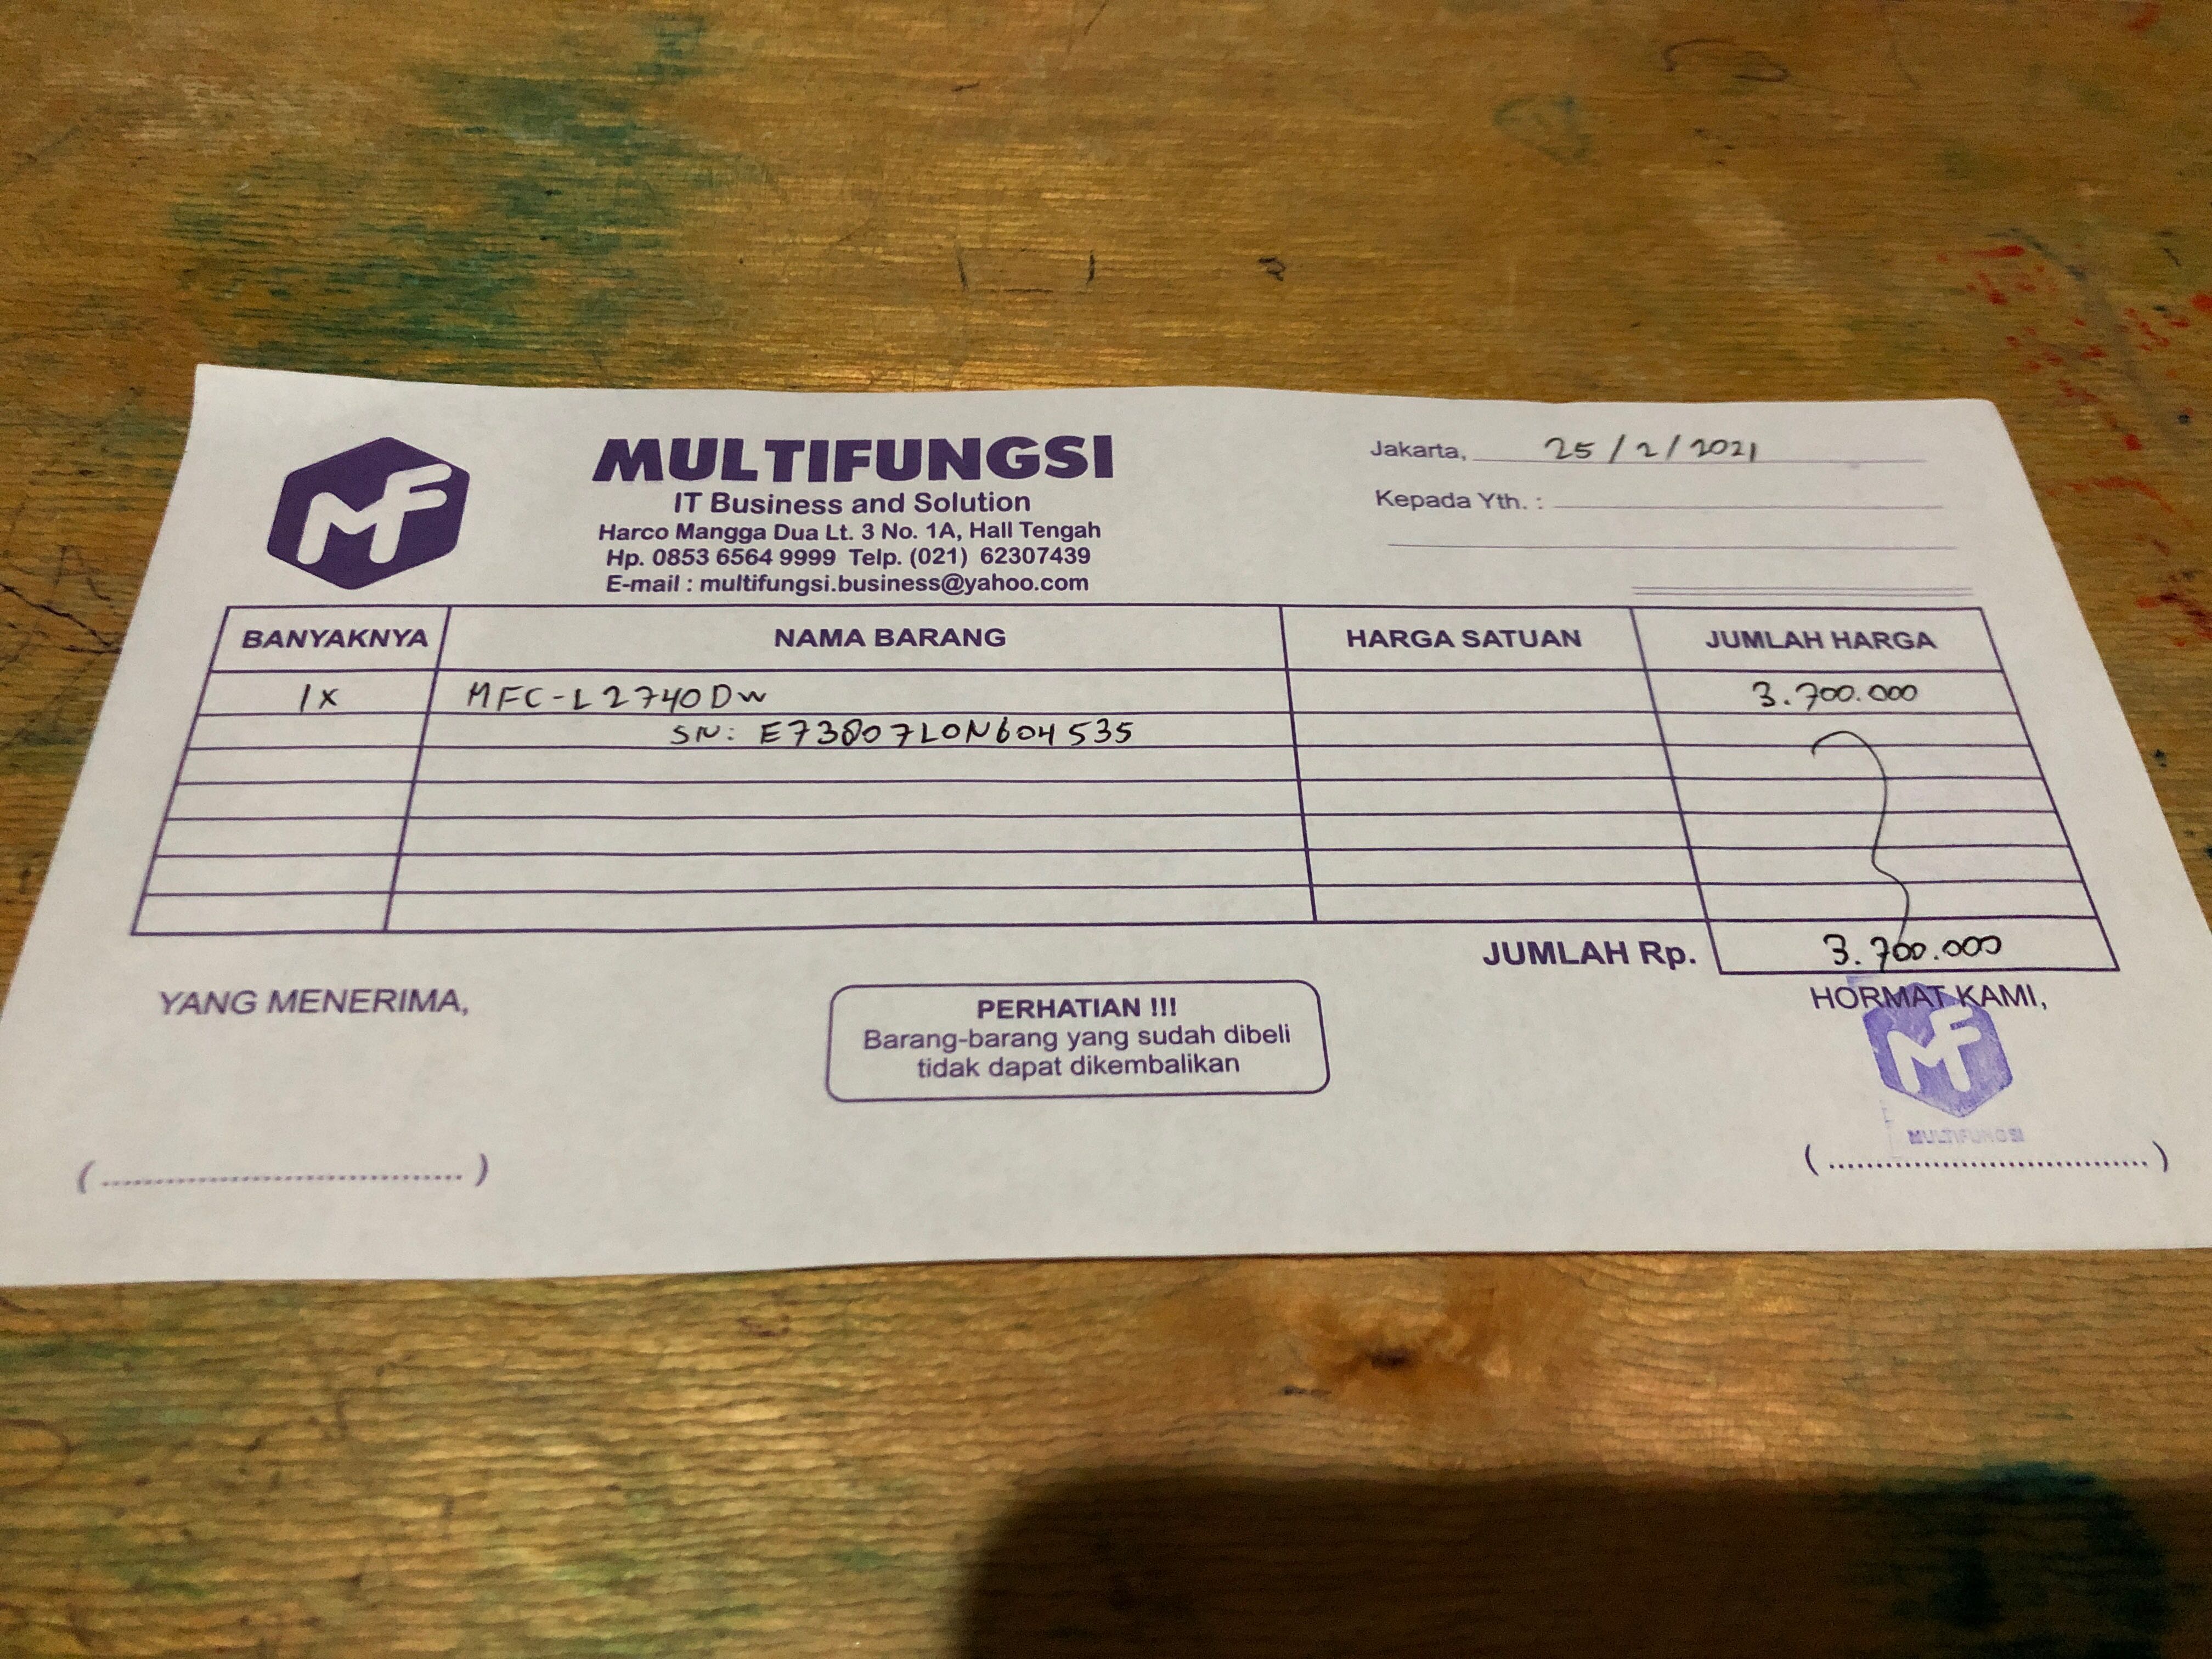 MF
MULTIFUNGSI
IT Business and Solution
Harco Mangga Dua Lt. 3 No. 1A, Hall Tengah
Hp. 0853 6564 9999 Telp. (021) 62307439
E-mail : multifungsi.business@yahoo.com
Jakarta, 25/2/2021
Kepada Yth. :
BANYAKNYA NAMA BARANG HARGA SATUAN JUMLAH HARGA
1X MFC-L2740DW 3.700.000
SN: E73807L0N604535
JUMLAH Rp. 3.700.000
YANG MENERIMA,
PERHATIAN !!!
Barang-barang yang sudah dibeli
tidak dapat dikembalikan
HORMAT KAMI,
MF
MULTIFUNGSI
(....................................)
(....................................)